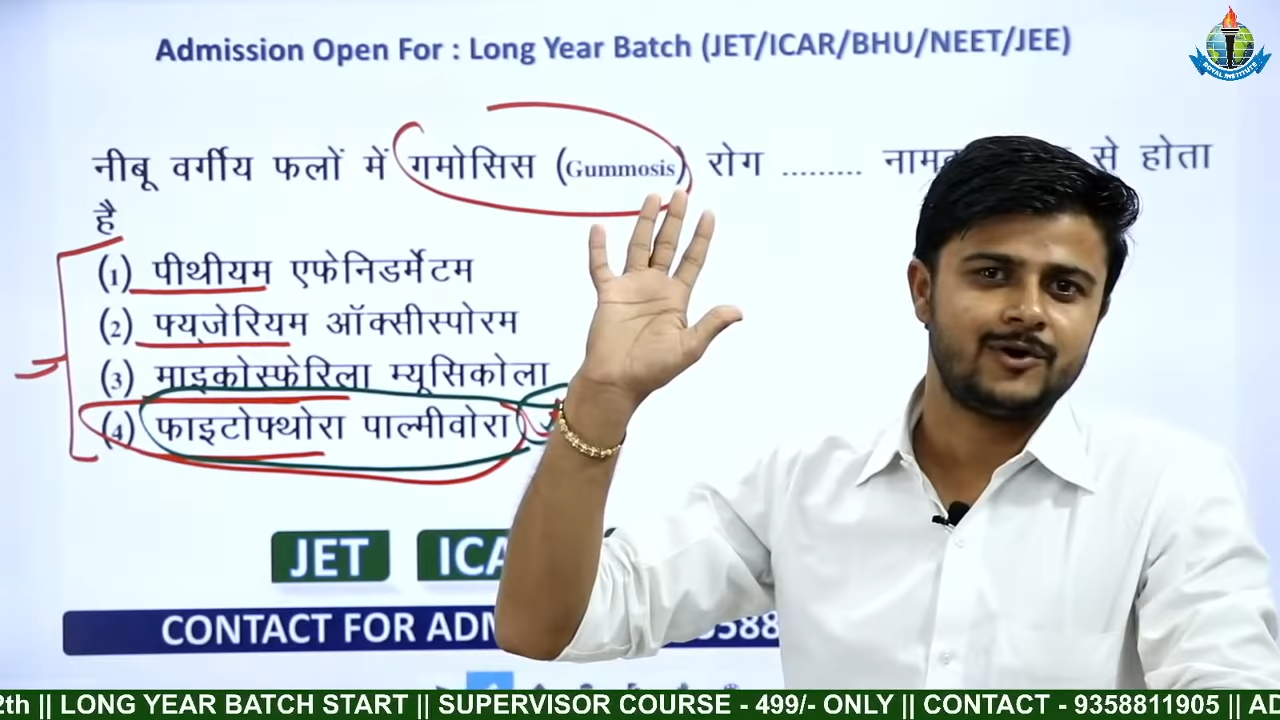 Admission Open For : Long Year Batch (JET/ICAR/BHU/NEET/JEE)
ROYAL INSTITUTE
नीबू वर्गीय फलों में गमोसिस (Gummosis) रोग ......... से होता
है
(1) पीथीयम एफेनिडर्मेटम
(2) फ्यूजेरियम ऑक्सीस्पोरम
(3) माइकोस्फेरिला म्यूसिकोला
(4) फाइटोफ्थोरा पाल्मीवोरा
JET
CONTACT FOR
2th || LONG YEAR BATCH START || SUPERVISOR COURSE - 499/- ONLY || CONTACT - 9358811905 || AD